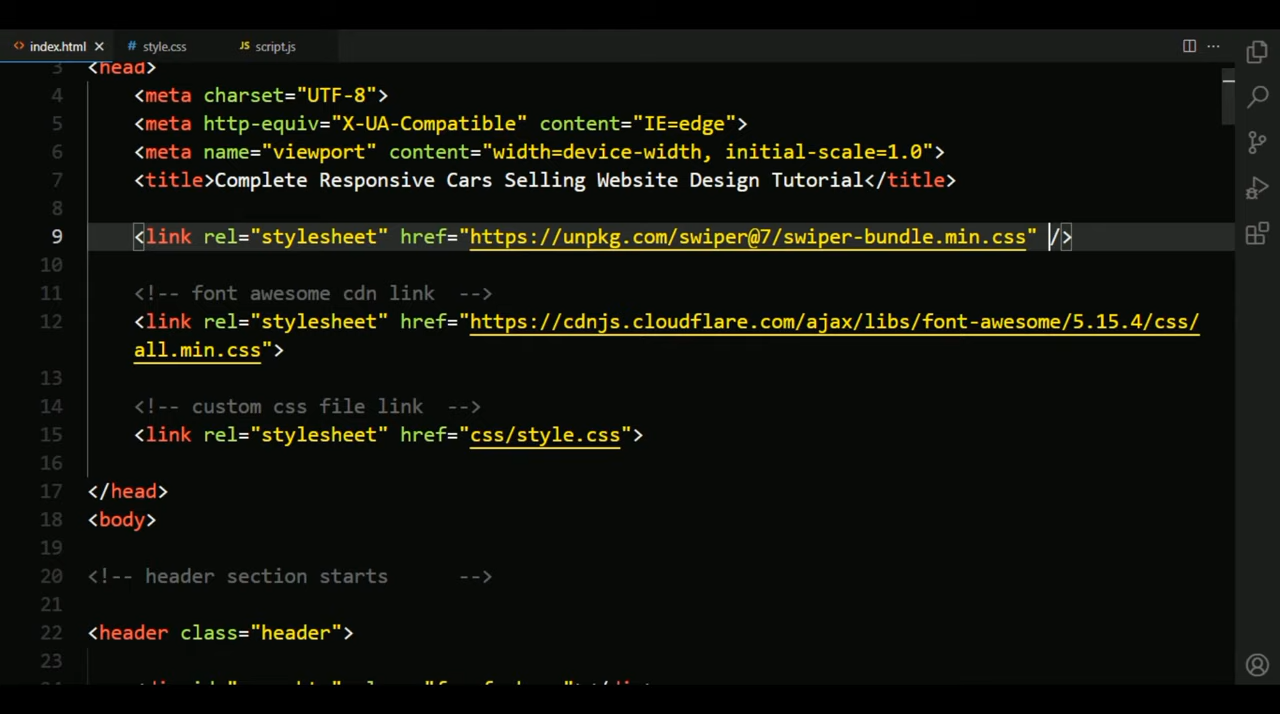 index.html
style.css
JS script.js
3 <head>
4 <meta charset="UTF-8">
5 <meta http-equiv="X-UA-Compatible" content="IE=edge">
6 <meta name="viewport" content="width=device-width, initial-scale=1.0">
7 <title>Complete Responsive Cars Selling Website Design Tutorial</title>
8
9 <link rel="stylesheet" href="https://unpkg.com/swiper@7/swiper-bundle.min.css" />
10
11 <!-- font awesome cdn link  -->
12 <link rel="stylesheet" href="https://cdnjs.cloudflare.com/ajax/libs/font-awesome/5.15.4/css/
all.min.css">
13
14 <!-- custom css file link  -->
15 <link rel="stylesheet" href="css/style.css">
16
17 </head>
18 <body>
19
20 <!-- header section starts      -->
21
22 <header class="header">
23